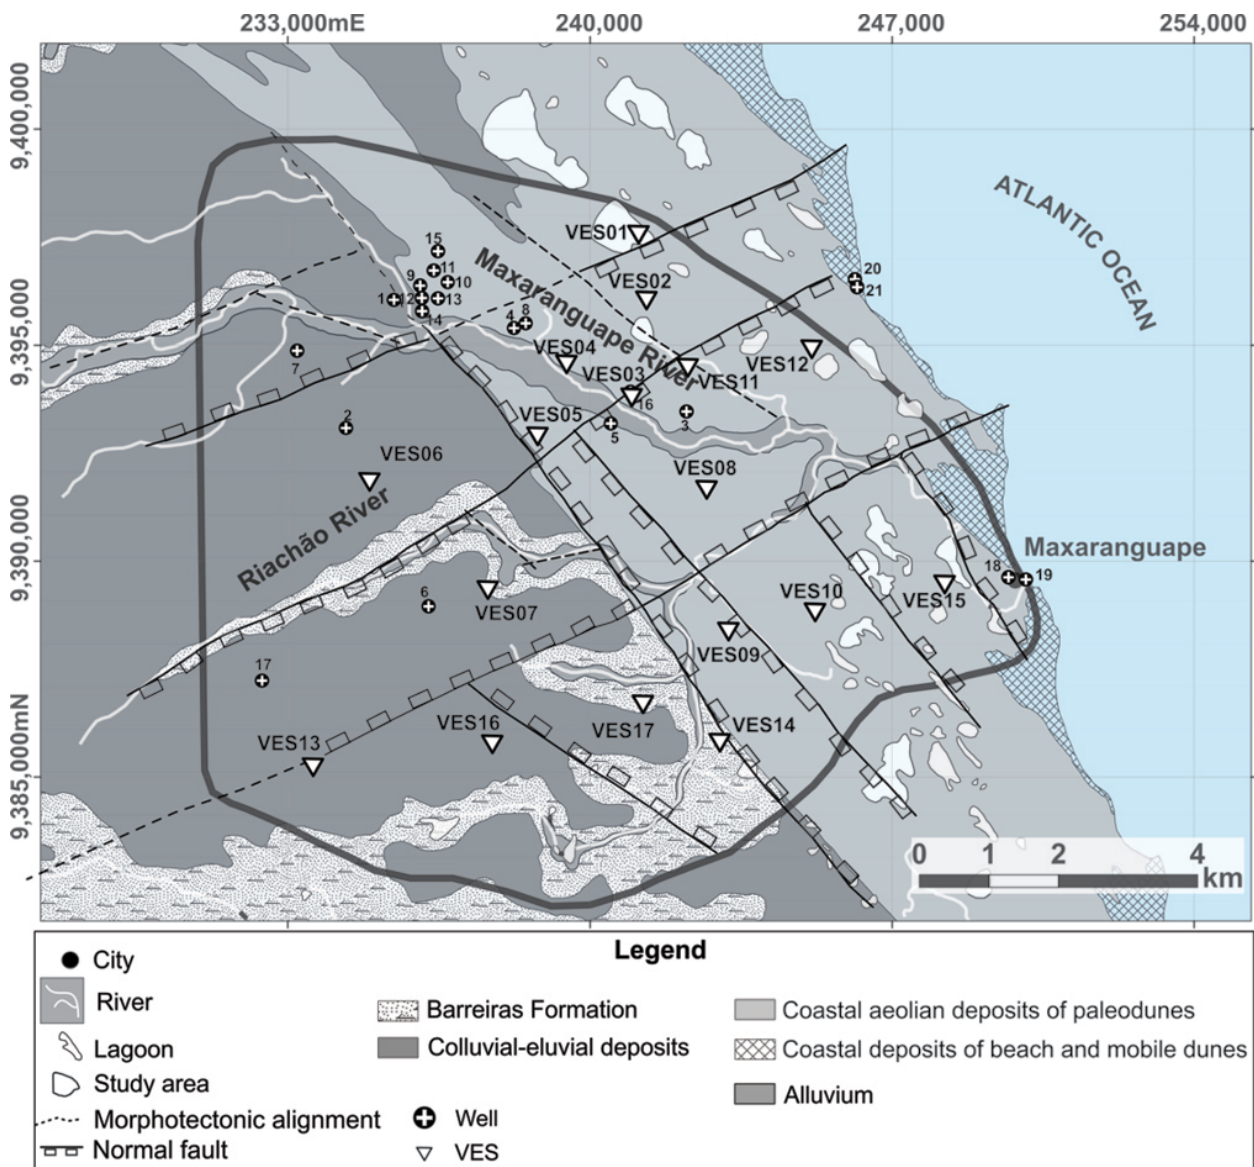 233,000mE
240,000
247,000
254,000
9,400,000
9,395,000
9,390,000
9,385,000mN
ATLANTIC OCEAN
VES01
15
11
9
10
1
12
13
14
Maxaranguape River
VES02
20
21
4
8
7
VES04
VES12
VES11
VES03
16
2
VES05
5
3
VES06
VES08
Riachão River
Maxaranguape
18
19
6
VES07
VES10
VES15
VES09
17
VES13
VES16
VES17
VES14
0
1
2
4
km
Legend
City
River
Lagoon
Study area
Morphotectonic alignment
Normal fault
Barreiras Formation
Colluvial-eluvial deposits
Well
VES
Coastal aeolian deposits of paleodunes
Coastal deposits of beach and mobile dunes
Alluvium